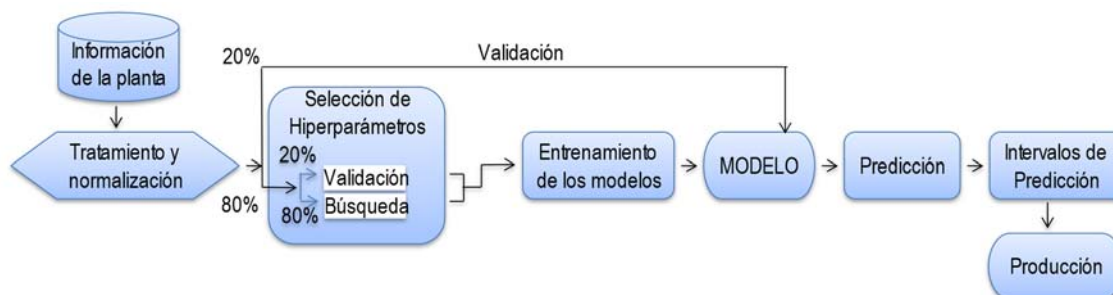 Información
de la planta
Tratamiento y
normalización
20%
Validación
80%
Selección de
Hiperparámetros
20%
Validación
80%
Búsqueda
Entrenamiento
de los modelos
MODELO
Predicción
Intervalos de
Predicción
Producción